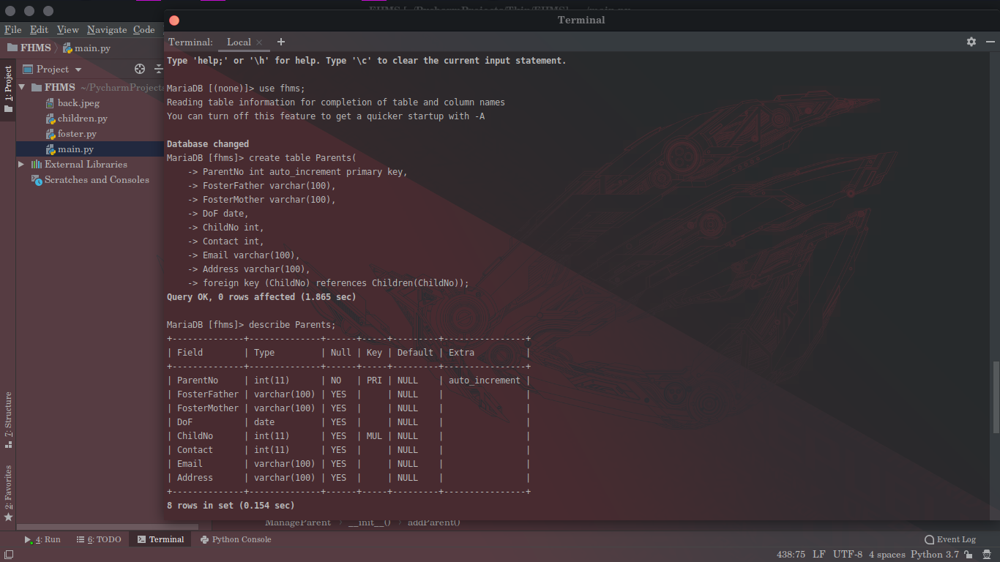 Terminal
File Edit View Navigate Code
FHMS main.py
Terminal: Local
1: Project
Project
FHMS ~/PycharmProjects
back.jpeg
children.py
foster.py
main.py
External Libraries
Scratches and Consoles
7: Structure
2: Favorites
Type 'help;' or '\h' for help. Type '\c' to clear the current input statement.
MariaDB [(none)]> use fhms;
Reading table information for completion of table and column names
You can turn off this feature to get a quicker startup with -A
Database changed
MariaDB [fhms]> create table Parents(
-> ParentNo int auto_increment primary key,
-> FosterFather varchar(100),
-> FosterMother varchar(100),
-> DoF date,
-> ChildNo int,
-> Contact int,
-> Email varchar(100),
-> Address varchar(100),
-> foreign key (ChildNo) references Children(ChildNo));
Query OK, 0 rows affected (1.865 sec)
MariaDB [fhms]> describe Parents;
+--------------+--------------+------+-----+---------+----------------+
| Field        | Type         | Null | Key | Default | Extra          |
+--------------+--------------+------+-----+---------+----------------+
| ParentNo     | int(11)      | NO   | PRI | NULL    | auto_increment |
| FosterFather | varchar(100) | YES  |     | NULL    |                |
| FosterMother | varchar(100) | YES  |     | NULL    |                |
| DoF          | date         | YES  |     | NULL    |                |
| ChildNo      | int(11)      | YES  | MUL | NULL    |                |
| Contact      | int(11)      | YES  |     | NULL    |                |
| Email        | varchar(100) | YES  |     | NULL    |                |
| Address      | varchar(100) | YES  |     | NULL    |                |
+--------------+--------------+------+-----+---------+----------------+
8 rows in set (0.154 sec)
ManageParent › __init__() › addParent()
4: Run 6: TODO Terminal Python Console Event Log
438:75 LF UTF-8 4 spaces Python 3.7